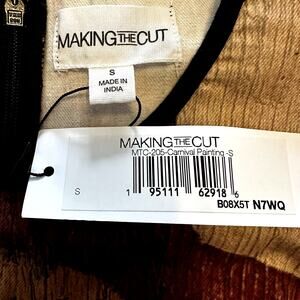 MAKING THE CUT
S
MADE IN
INDIA
MAKING THE CUT
MTC-205-Carnival Painting -S
S
1 95111 62918 6
B08X5T N7WQ